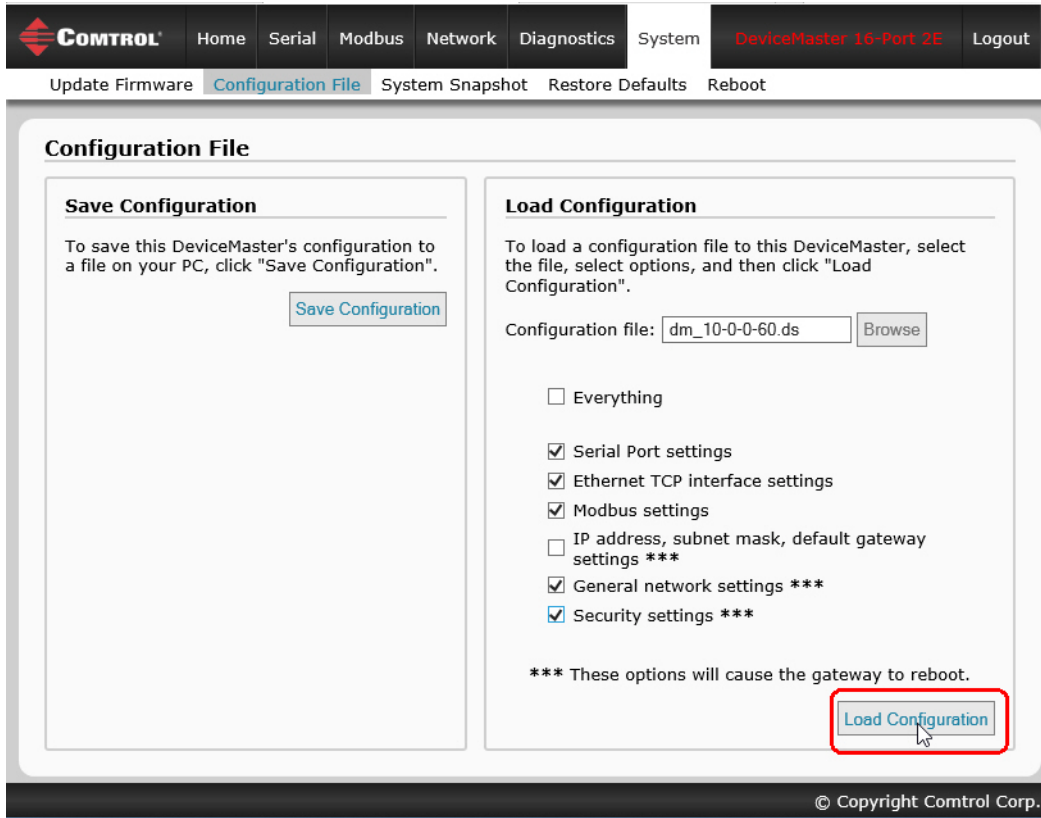 COMTROL Home Serial Modbus Network Diagnostics System DeviceMaster 16-Port 2E Logout
Update Firmware Configuration File System Snapshot Restore Defaults Reboot
Configuration File
Save Configuration
To save this DeviceMaster's configuration to
a file on your PC, click "Save Configuration".
Save Configuration
Load Configuration
To load a configuration file to this DeviceMaster, select
the file, select options, and then click "Load
Configuration".
Configuration file: dm_10-0-0-60.ds Browse
Everything
Serial Port settings
Ethernet TCP interface settings
Modbus settings
IP address, subnet mask, default gateway
settings ***
General network settings ***
Security settings ***
*** These options will cause the gateway to reboot.
Load Configuration
© Copyright Comtrol Corp.